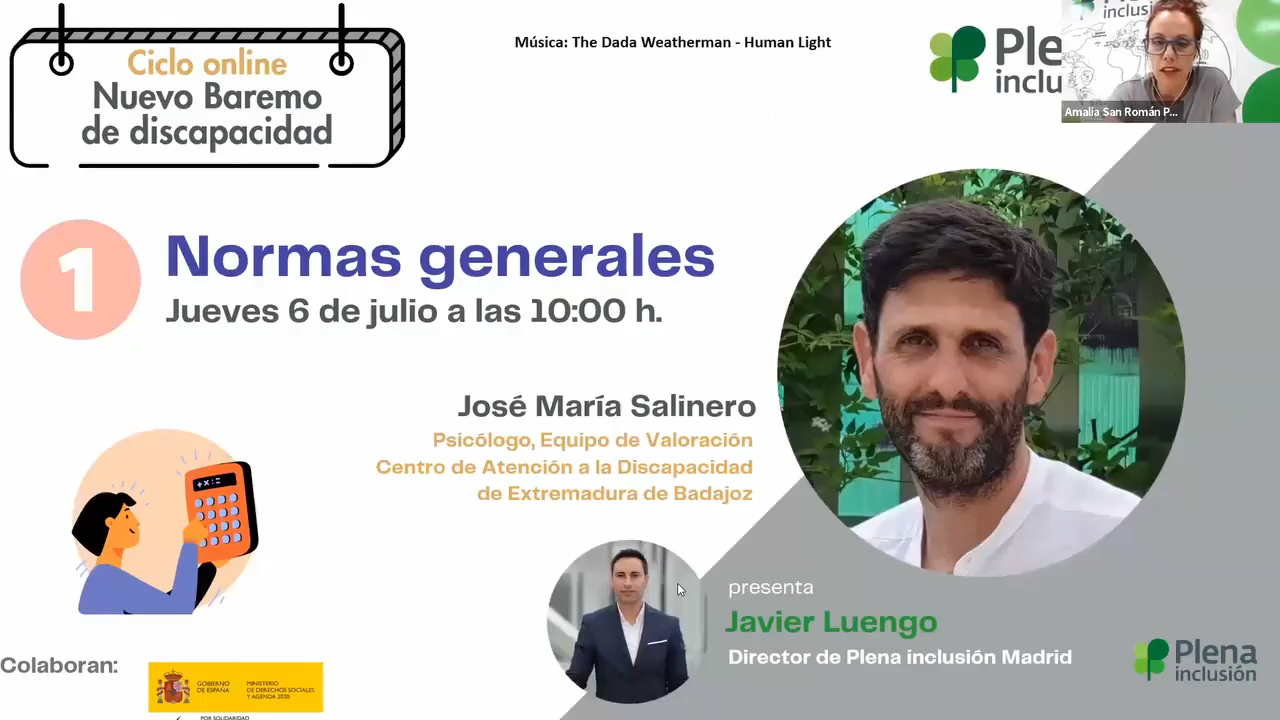 Ciclo online
Nuevo Baremo
de discapacidad
Música: The Dada Weatherman - Human Light
Ple
inclu
inclusi
Amalia San Román P...
1
Normas generales
Jueves 6 de julio a las 10:00 h.
José María Salinero
Psicólogo, Equipo de Valoración
Centro de Atención a la Discapacidad
de Extremadura de Badajoz
presenta
Javier Luengo
Director de Plena inclusión Madrid
Colaboran:
GOBIERNO
DE ESPAÑA
MINISTERIO
DE DERECHOS SOCIALES
Y AGENDA 2030
POR SOLIDARIDAD
Plena
inclusión